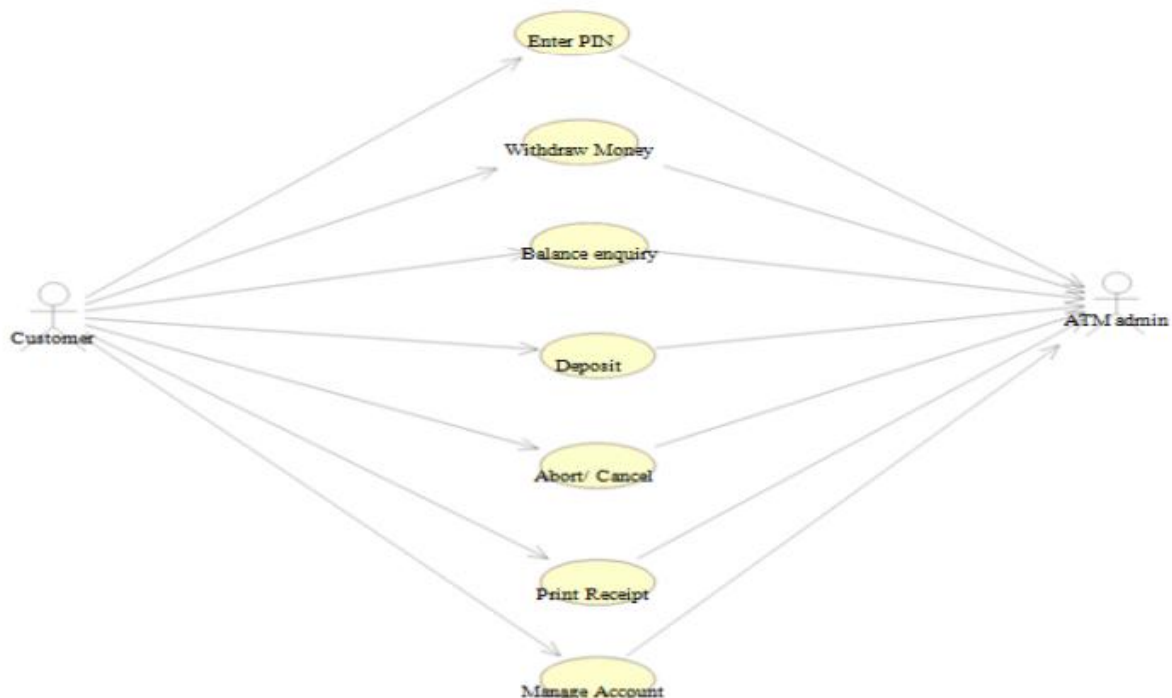 Enter PIN
Withdraw Money
Balance enquiry
Customer
ATM admin
Deposit
Abort/ Cancel
Print Receipt
Manage Account